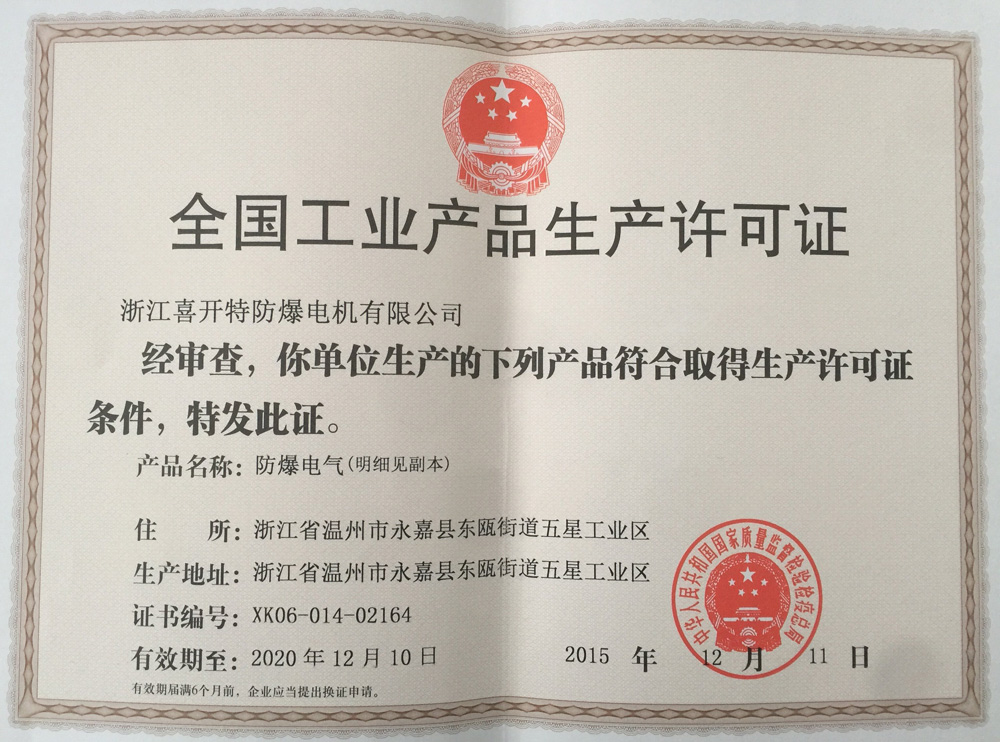 全国工业产品生产许可证
浙江喜开特防爆电机有限公司
经审查，你单位生产的下列产品符合取得生产许可证
条件，特发此证。
产品名称：防爆电气(明细见副本)
住 所：浙江省温州市永嘉县东瓯街道五星工业区
生产地址：浙江省温州市永嘉县东瓯街道五星工业区
证书编号：XK06-014-02164
有效期至：2020 年 12 月 10 日
2015 年 12 月 11 日
有效期届满6个月前，企业应当提出换证申请。
中华人民共和国国家质量监督检验检疫总局